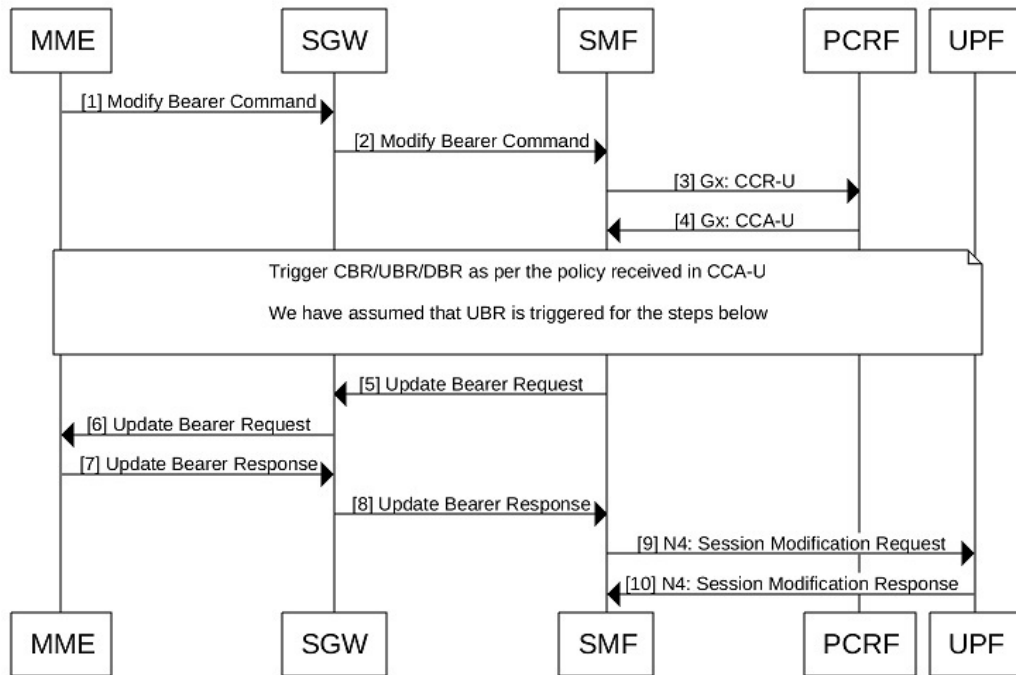 MME SGW SMF PCRF UPF
[1] Modify Bearer Command
[2] Modify Bearer Command
[3] Gx: CCR-U
[4] Gx: CCA-U
Trigger CBR/UBR/DBR as per the policy received in CCA-U
We have assumed that UBR is triggered for the steps below
[5] Update Bearer Request
[6] Update Bearer Request
[7] Update Bearer Response
[8] Update Bearer Response
[9] N4: Session Modification Request
[10] N4: Session Modification Response
MME SGW SMF PCRF UPF